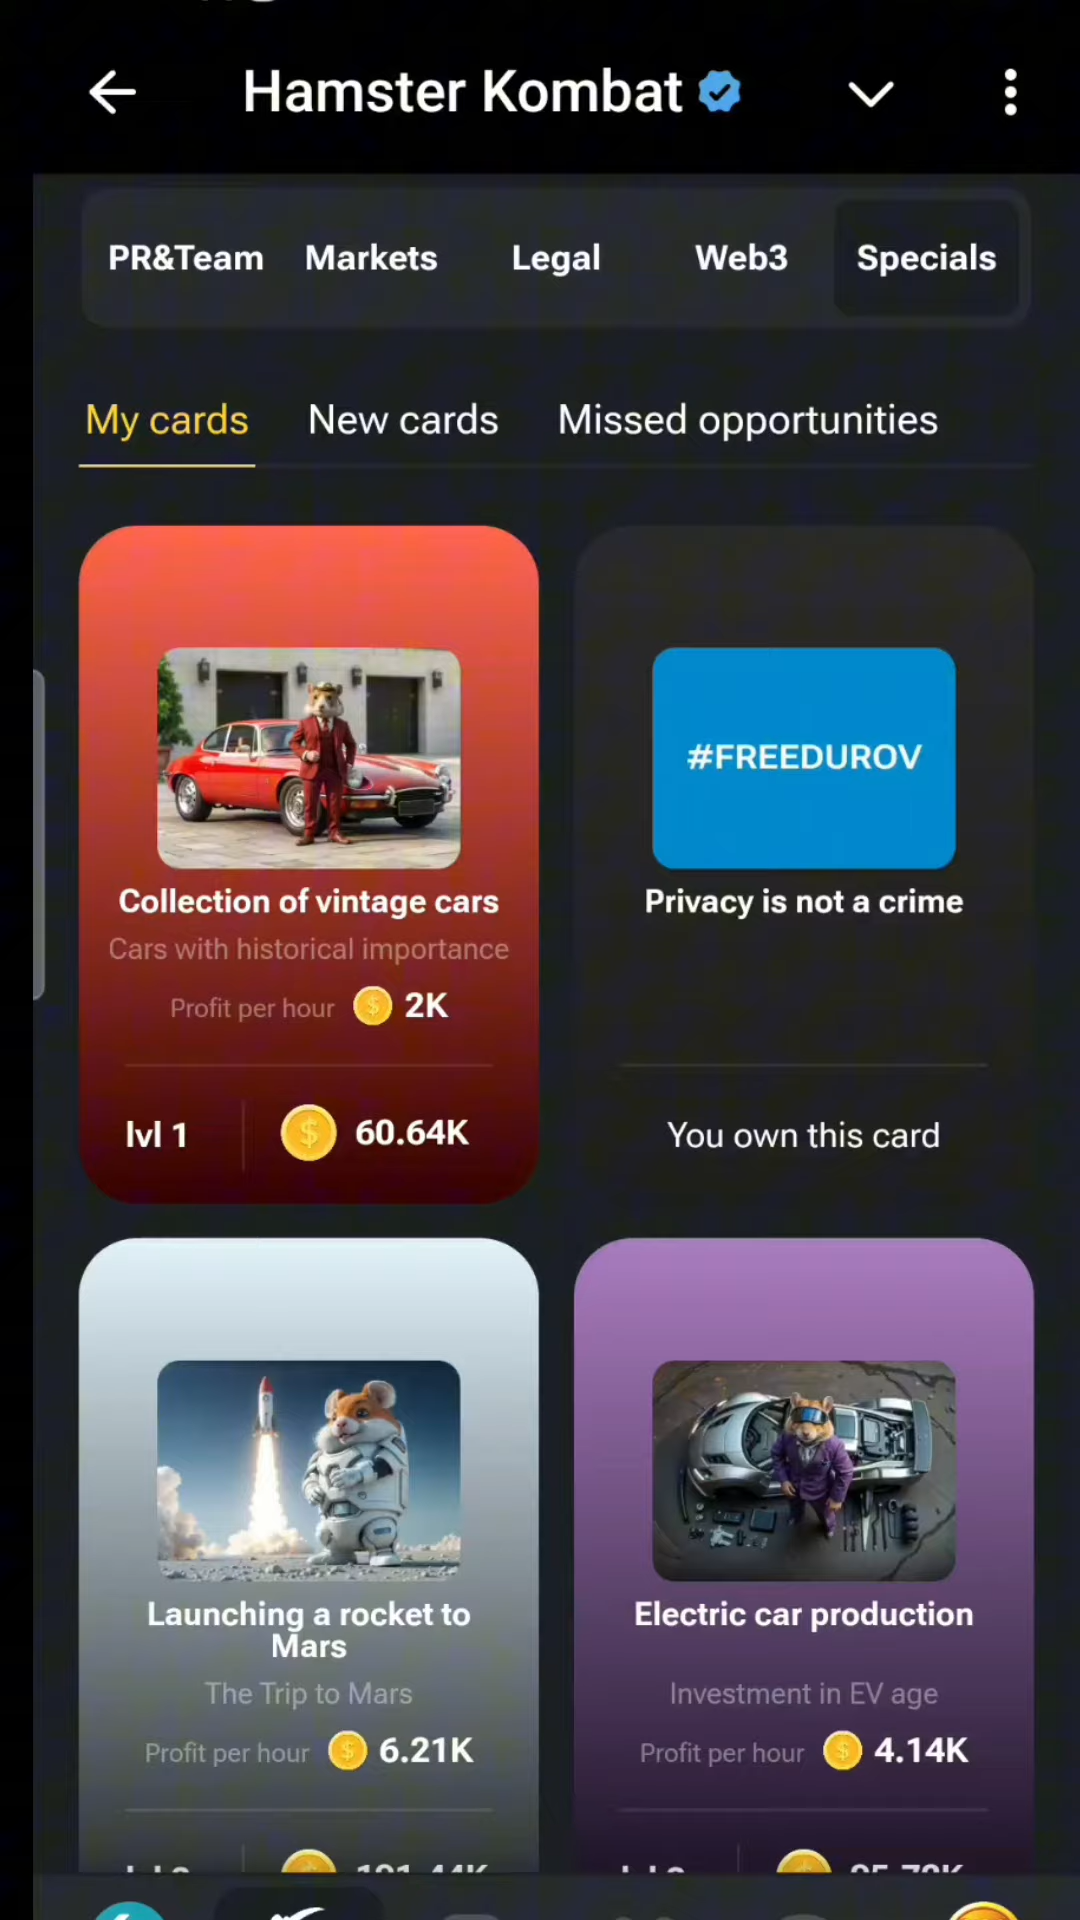 Hamster Kombat
PR&Team Markets Legal Web3 Specials
My cards New cards Missed opportunities
Collection of vintage cars
Cars with historical importance
Profit per hour 2K
lvl 1 60.64K
#FREEDUROV
Privacy is not a crime
You own this card
Launching a rocket to
Mars
The Trip to Mars
Profit per hour 6.21K
Electric car production
Investment in EV age
Profit per hour 4.14K